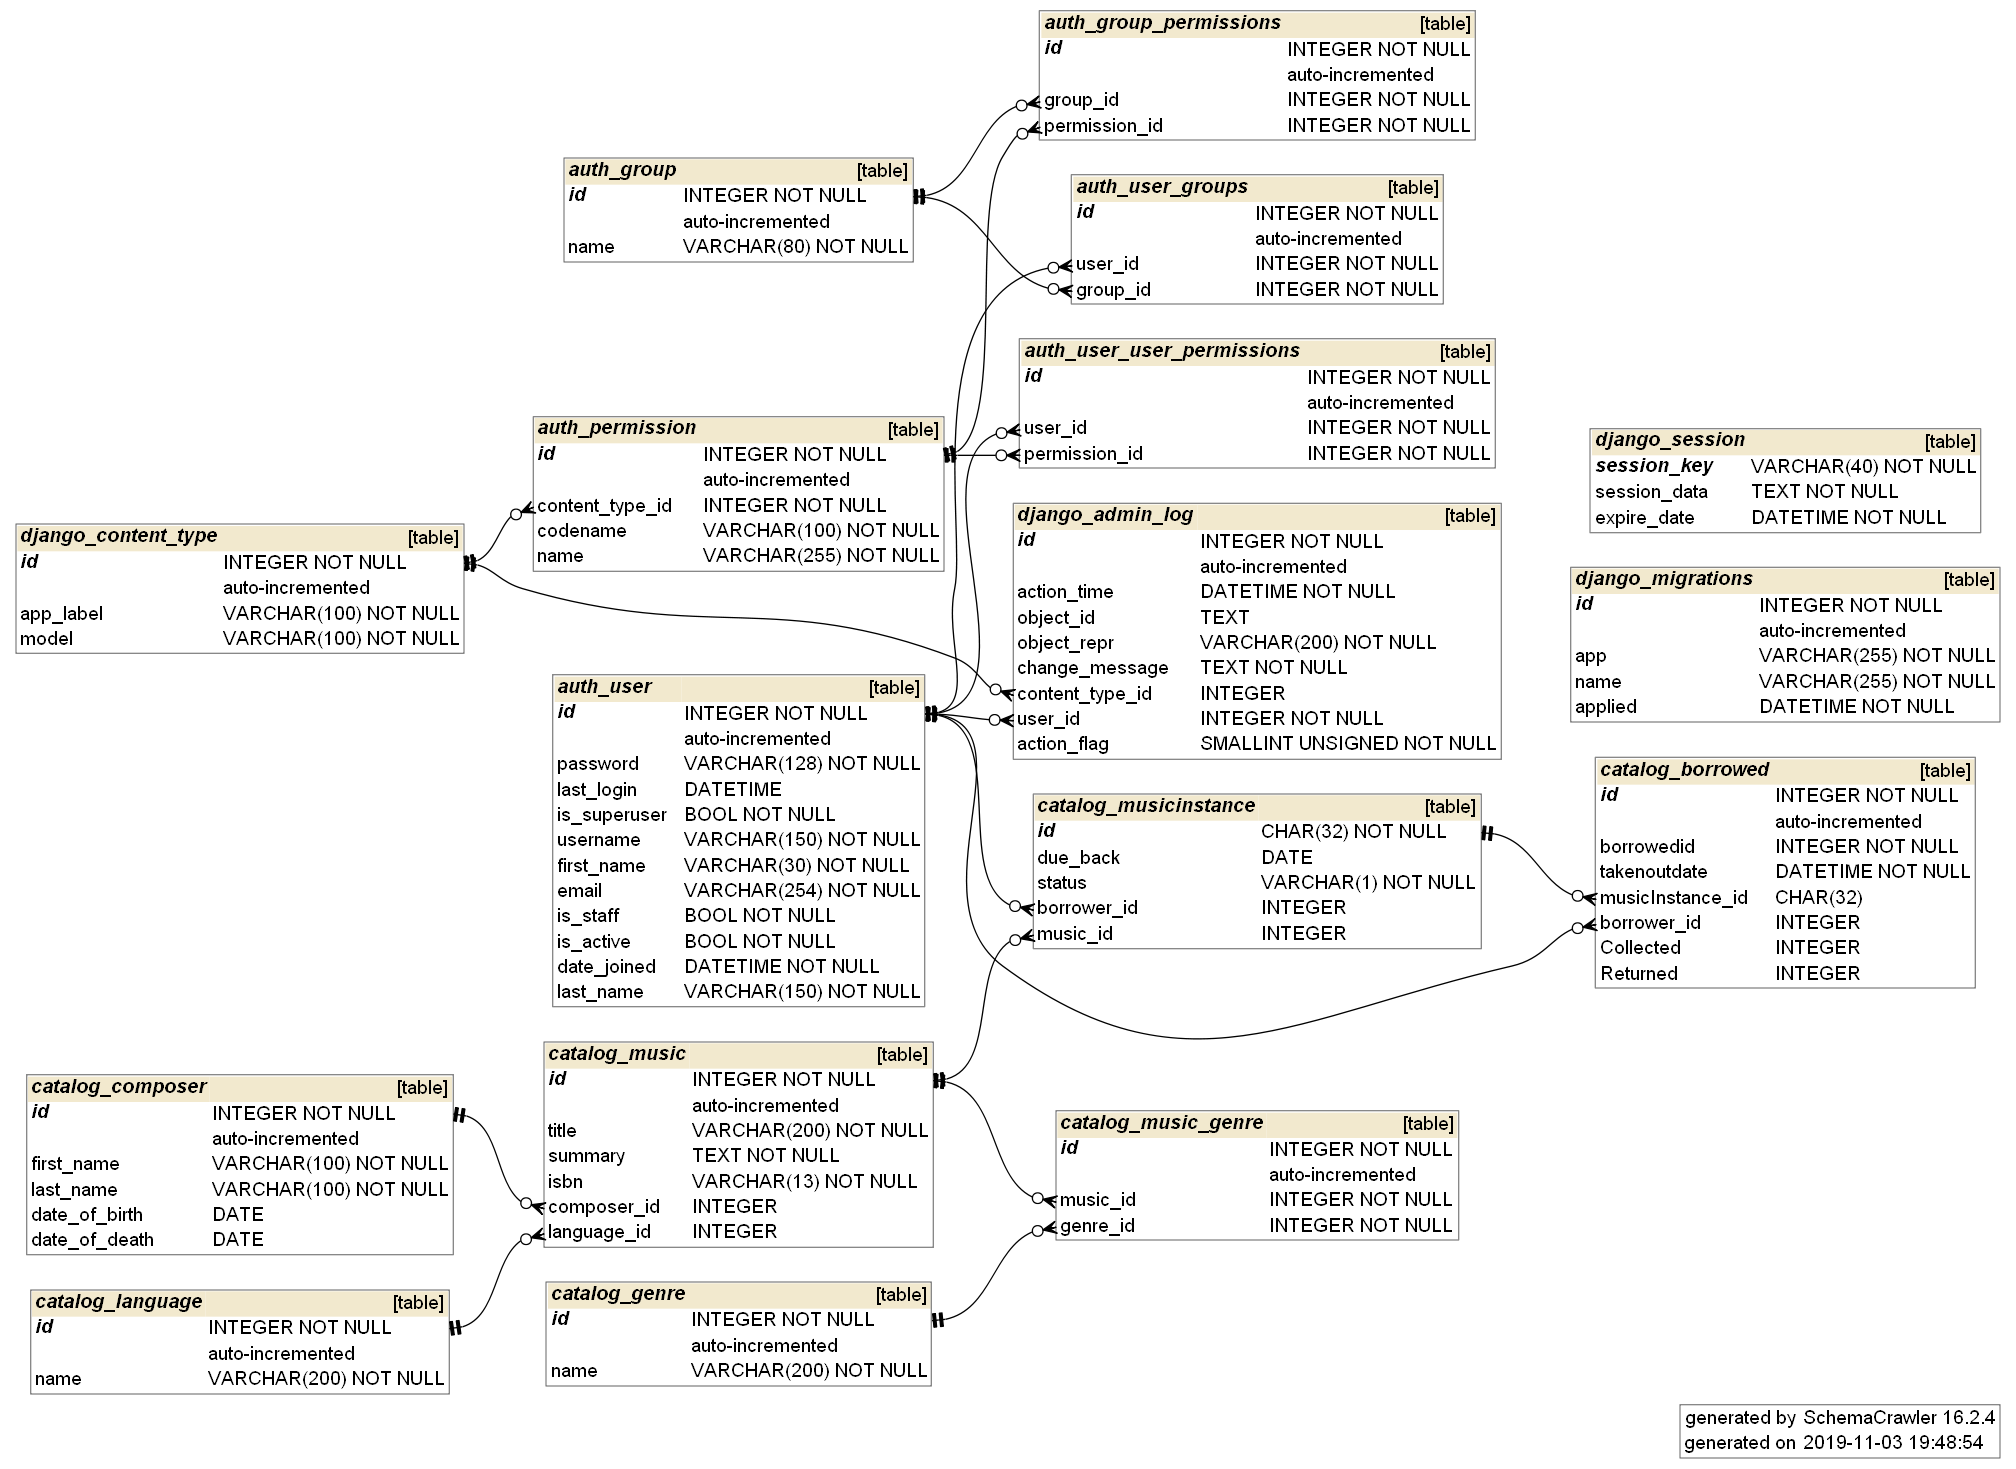 auth_group_permissions [table]
id INTEGER NOT NULL
auto-incremented
group_id INTEGER NOT NULL
permission_id INTEGER NOT NULL
auth_group [table]
id INTEGER NOT NULL
auto-incremented
name VARCHAR(80) NOT NULL
auth_user_groups [table]
id INTEGER NOT NULL
auto-incremented
user_id INTEGER NOT NULL
group_id INTEGER NOT NULL
auth_user_user_permissions [table]
id INTEGER NOT NULL
auto-incremented
user_id INTEGER NOT NULL
permission_id INTEGER NOT NULL
auth_permission [table]
id INTEGER NOT NULL
auto-incremented
content_type_id INTEGER NOT NULL
codename VARCHAR(100) NOT NULL
name VARCHAR(255) NOT NULL
django_session [table]
session_key VARCHAR(40) NOT NULL
session_data TEXT NOT NULL
expire_date DATETIME NOT NULL
django_content_type [table]
id INTEGER NOT NULL
auto-incremented
app_label VARCHAR(100) NOT NULL
model VARCHAR(100) NOT NULL
django_admin_log [table]
id INTEGER NOT NULL
auto-incremented
action_time DATETIME NOT NULL
object_id TEXT
object_repr VARCHAR(200) NOT NULL
change_message TEXT NOT NULL
content_type_id INTEGER
user_id INTEGER NOT NULL
action_flag SMALLINT UNSIGNED NOT NULL
django_migrations [table]
id INTEGER NOT NULL
auto-incremented
app VARCHAR(255) NOT NULL
name VARCHAR(255) NOT NULL
applied DATETIME NOT NULL
auth_user [table]
id INTEGER NOT NULL
auto-incremented
password VARCHAR(128) NOT NULL
last_login DATETIME
is_superuser BOOL NOT NULL
username VARCHAR(150) NOT NULL
first_name VARCHAR(30) NOT NULL
email VARCHAR(254) NOT NULL
is_staff BOOL NOT NULL
is_active BOOL NOT NULL
date_joined DATETIME NOT NULL
last_name VARCHAR(150) NOT NULL
catalog_musicinstance [table]
id CHAR(32) NOT NULL
due_back DATE
status VARCHAR(1) NOT NULL
borrower_id INTEGER
music_id INTEGER
catalog_borrowed [table]
id INTEGER NOT NULL
auto-incremented
borrowedid INTEGER NOT NULL
takenoutdate DATETIME NOT NULL
musicInstance_id CHAR(32)
borrower_id INTEGER
Collected INTEGER
Returned INTEGER
catalog_composer [table]
id INTEGER NOT NULL
auto-incremented
first_name VARCHAR(100) NOT NULL
last_name VARCHAR(100) NOT NULL
date_of_birth DATE
date_of_death DATE
catalog_music [table]
id INTEGER NOT NULL
auto-incremented
title VARCHAR(200) NOT NULL
summary TEXT NOT NULL
isbn VARCHAR(13) NOT NULL
composer_id INTEGER
language_id INTEGER
catalog_music_genre [table]
id INTEGER NOT NULL
auto-incremented
music_id INTEGER NOT NULL
genre_id INTEGER NOT NULL
catalog_language [table]
id INTEGER NOT NULL
auto-incremented
name VARCHAR(200) NOT NULL
catalog_genre [table]
id INTEGER NOT NULL
auto-incremented
name VARCHAR(200) NOT NULL
generated by SchemaCrawler 16.2.4
generated on 2019-11-03 19:48:54